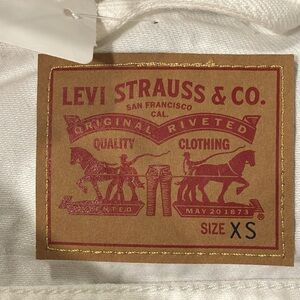 LEVI STRAUSS & CO.
SAN FRANCISCO
CAL.
ORIGINAL RIVETED
QUALITY CLOTHING
PATENTED MAY 20 1873
®
SIZE XS